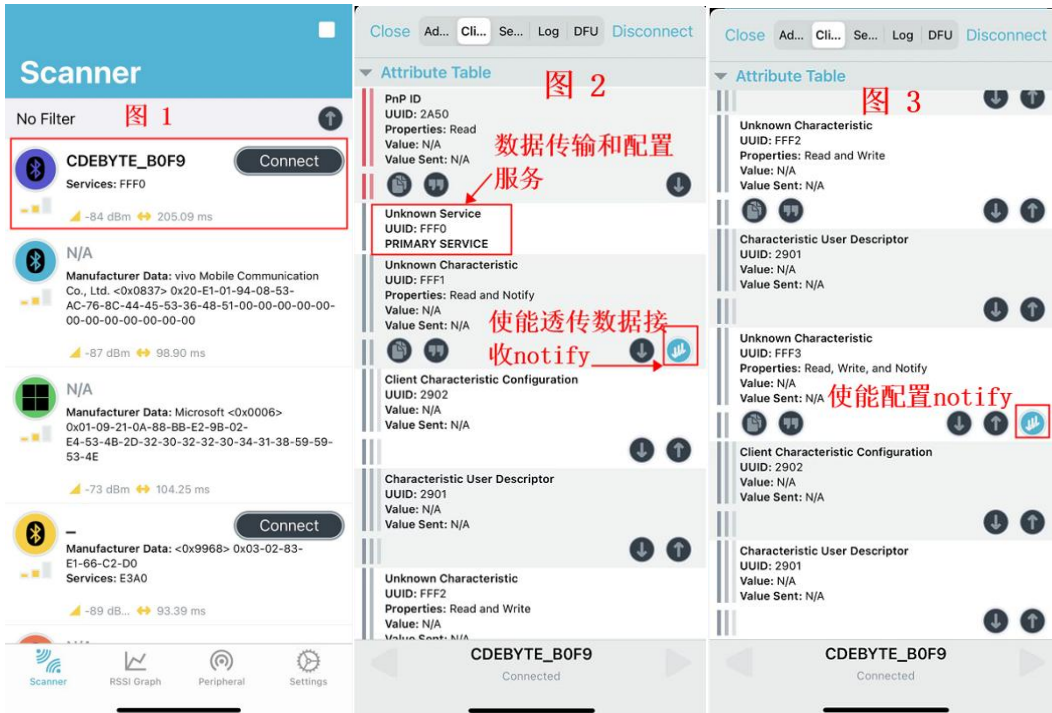 Scanner
No Filter
图 1
CDEBYTE_B0F9
Connect
Services: FFF0
-84 dBm
205.09 ms
N/A
Manufacturer Data: vivo Mobile Communication
Co., Ltd. <0x0837> 0x20-E1-01-94-08-53-
AC-76-8C-44-45-53-36-48-51-00-00-00-00-00-
00-00-00-00-00-00-00
-87 dBm
98.90 ms
N/A
Manufacturer Data: Microsoft <0x0006>
0x01-09-21-0A-88-BB-E2-9B-02-
E4-53-4B-2D-32-30-32-32-30-34-31-38-59-59-
53-4E
-73 dBm
104.25 ms
_
Connect
Manufacturer Data: <0x9968> 0x03-02-83-
E1-66-C2-D0
Services: E3A0
-89 dB...
93.39 ms
Scanner
RSSI Graph
Peripheral
Settings
Close
Ad...
Cli...
Se...
Log
DFU
Disconnect
Attribute Table
图 2
PnP ID
UUID: 2A50
Properties: Read
Value: N/A
Value Sent: N/A
数据传输和配置
服务
Unknown Service
UUID: FFF0
PRIMARY SERVICE
Unknown Characteristic
UUID: FFF1
Properties: Read and Notify
Value: N/A
Value Sent: N/A
使能透传数据接
收notify
Client Characteristic Configuration
UUID: 2902
Value: N/A
Value Sent: N/A
Characteristic User Descriptor
UUID: 2901
Value: N/A
Value Sent: N/A
Unknown Characteristic
UUID: FFF2
Properties: Read and Write
Value: N/A
Value Sent: N/A
CDEBYTE_B0F9
Connected
Close
Ad...
Cli...
Se...
Log
DFU
Disconnect
Attribute Table
图 3
Unknown Characteristic
UUID: FFF2
Properties: Read and Write
Value: N/A
Value Sent: N/A
Characteristic User Descriptor
UUID: 2901
Value: N/A
Value Sent: N/A
Unknown Characteristic
UUID: FFF3
Properties: Read, Write, and Notify
Value: N/A
Value Sent: N/A
使能配置notify
Client Characteristic Configuration
UUID: 2902
Value: N/A
Value Sent: N/A
Characteristic User Descriptor
UUID: 2901
Value: N/A
Value Sent: N/A
CDEBYTE_B0F9
Connected